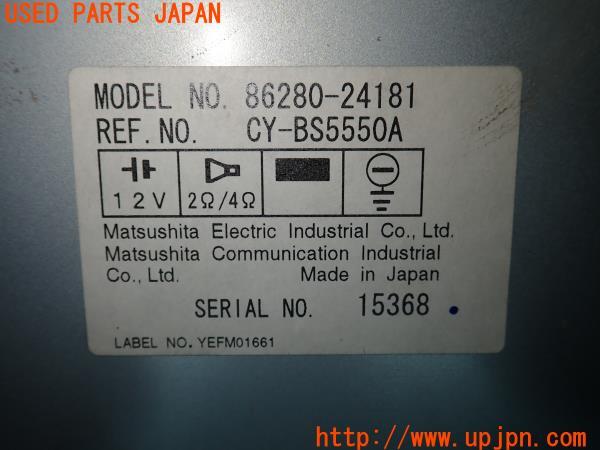 USED PARTS JAPAN
MODEL NO. 86280-24181
REF.NO. CY-BS5550A
12V 2Ω/4Ω
Matsushita Electric Industrial Co., Ltd.
Matsushita Communication Industrial
Co., Ltd. Made in Japan
SERIAL NO. 15368
LABEL NO. YEFM01661
http://www.upjpn.com/